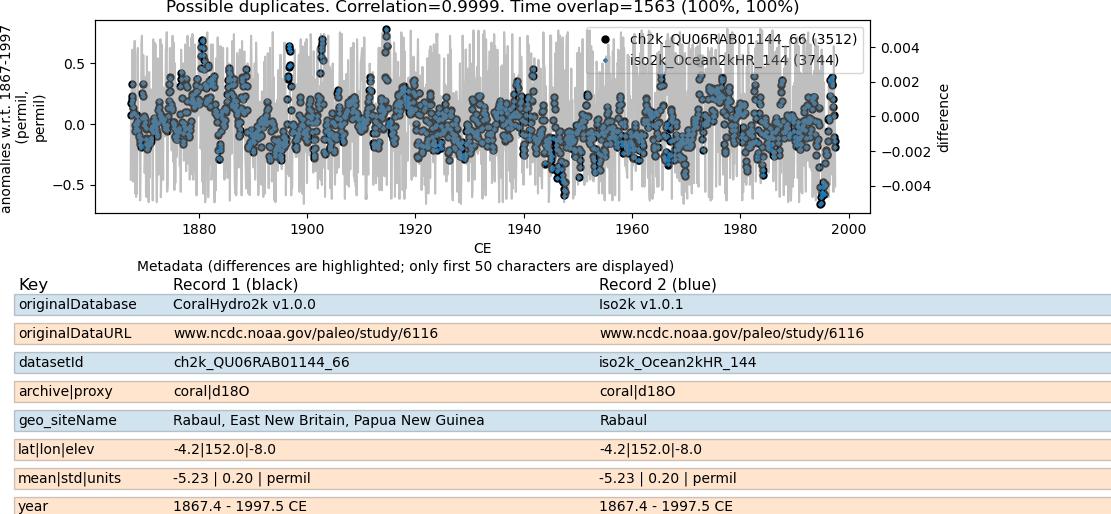 Possible duplicates. Correlation=0.9999. Time overlap=1563 (100%, 100%)
anomalies w.r.t. 1867-1997
(permil,
permil)
0.5
0.0
−0.5
ch2k_QU06RAB01144_66 (3512)
iso2k_Ocean2kHR_144 (3744)
0.004
0.002
0.000
−0.002
−0.004
difference
1880 1900 1920 1940 1960 1980 2000
CE
Metadata (differences are highlighted; only first 50 characters are displayed)
Key Record 1 (black) Record 2 (blue)
originalDatabase CoralHydro2k v1.0.0 Iso2k v1.0.1
originalDataURL www.ncdc.noaa.gov/paleo/study/6116 www.ncdc.noaa.gov/paleo/study/6116
datasetId ch2k_QU06RAB01144_66 iso2k_Ocean2kHR_144
archive|proxy coral|d18O coral|d18O
geo_siteName Rabaul, East New Britain, Papua New Guinea Rabaul
lat|lon|elev -4.2|152.0|-8.0 -4.2|152.0|-8.0
mean|std|units -5.23 | 0.20 | permil -5.23 | 0.20 | permil
year 1867.4 - 1997.5 CE 1867.4 - 1997.5 CE